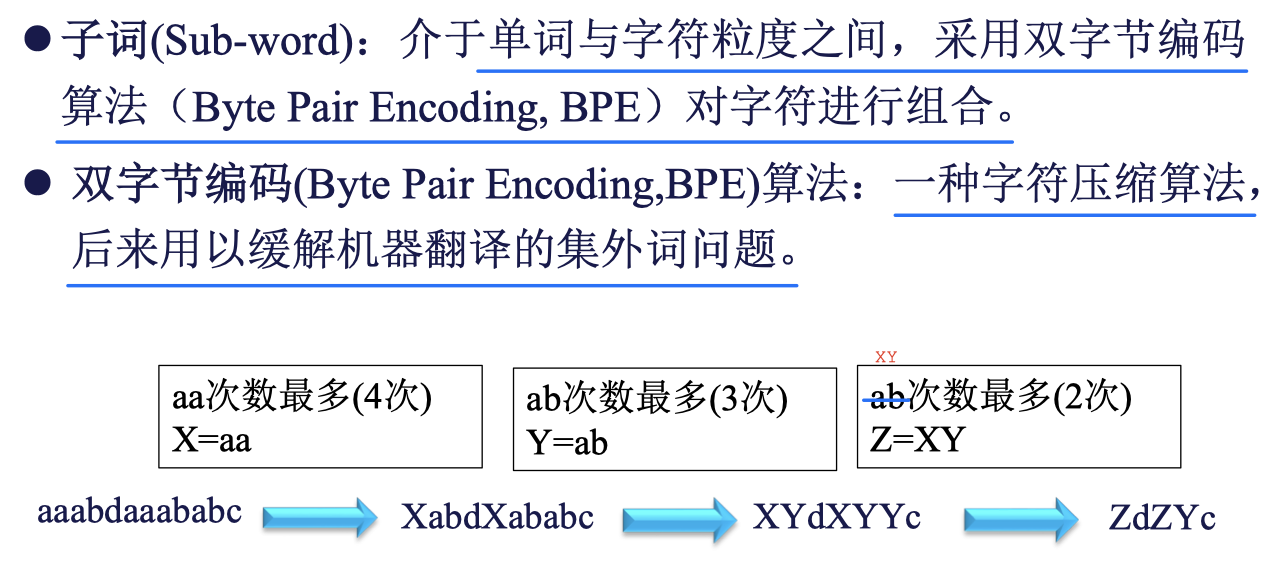 ●子词(Sub-word)：介于单词与字符粒度之间，采用双字节编码
算法（Byte Pair Encoding, BPE）对字符进行组合。
● 双字节编码(Byte Pair Encoding,BPE)算法：一种字符压缩算法，
后来用以缓解机器翻译的集外词问题。
aa次数最多(4次)
X=aa
ab次数最多(3次)
Y=ab
XY
ab次数最多(2次)
Z=XY
aaabdaaababc
XabdXababc
XYdXYYc
ZdZYc